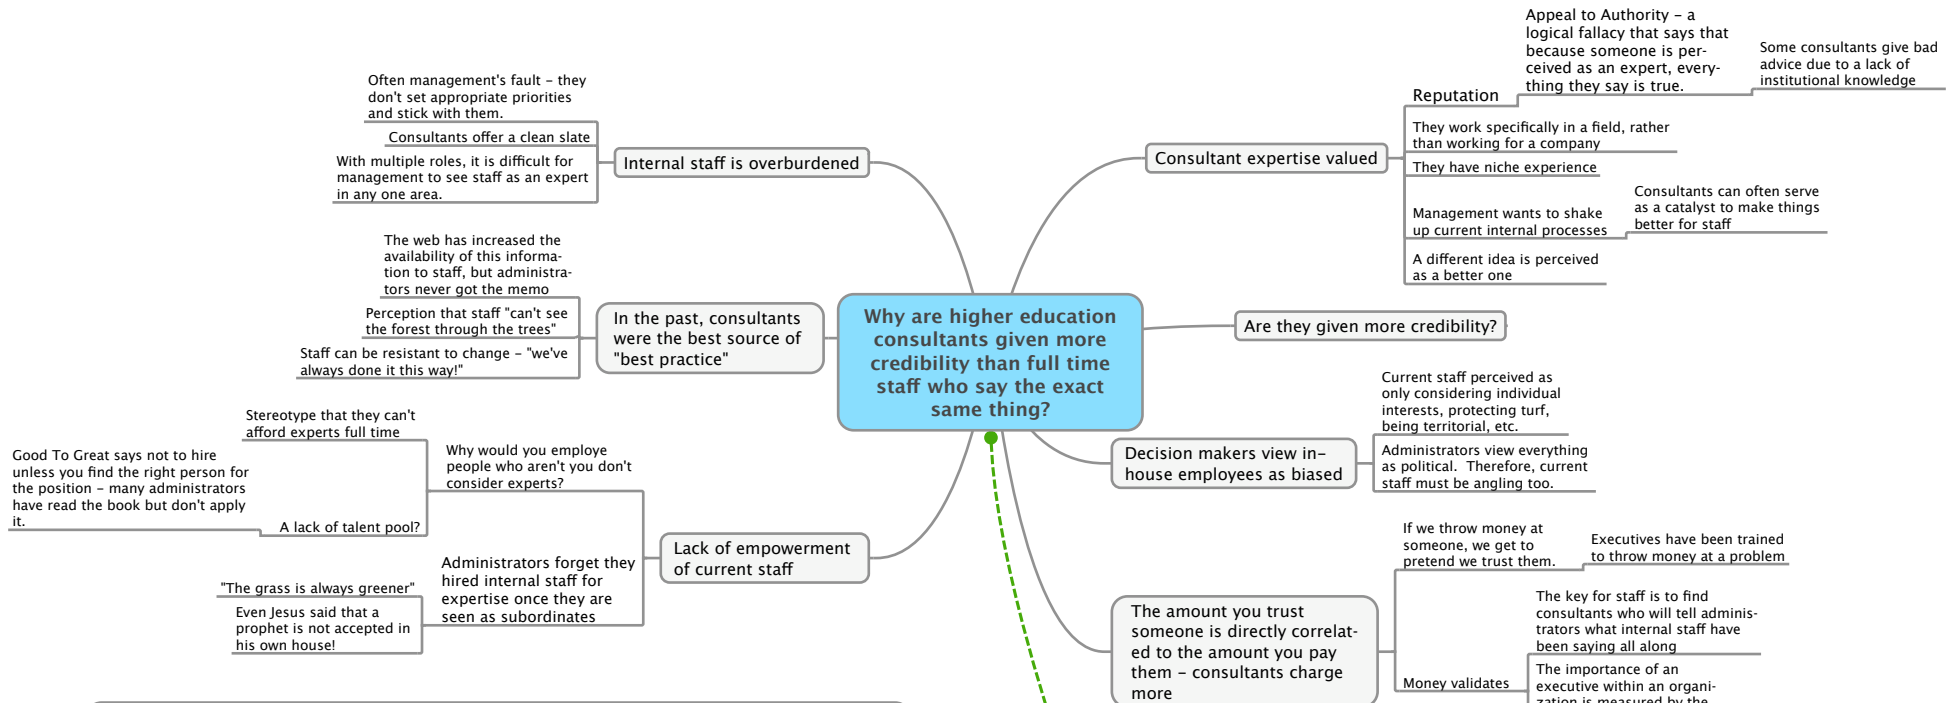 Why are higher education
consultants given more
credibility than full time
staff who say the exact
same thing?
Consultant expertise valued
Reputation
Appeal to Authority – a
logical fallacy that says that
because someone is per-
ceived as an expert, every-
thing they say is true.
Some consultants give bad
advice due to a lack of
institutional knowledge
They work specifically in a field, rather
than working for a company
They have niche experience
Management wants to shake
up current internal processes
Consultants can often serve
as a catalyst to make things
better for staff
A different idea is perceived
as a better one
Are they given more credibility?
Decision makers view in-
house employees as biased
Current staff perceived as
only considering individual
interests, protecting turf,
being territorial, etc.
Administrators view everything
as political.  Therefore, current
staff must be angling too.
The amount you trust
someone is directly correlat-
ed to the amount you pay
them – consultants charge
more
If we throw money at
someone, we get to
pretend we trust them.
Executives have been trained
to throw money at a problem
Money validates
The key for staff is to find
consultants who will tell adminis-
trators what internal staff have
been saying all along
The importance of an
executive within an organi-
zation is measured by the
Internal staff is overburdened
Often management's fault – they
don't set appropriate priorities
and stick with them.
Consultants offer a clean slate
With multiple roles, it is difficult for
management to see staff as an expert
in any one area.
In the past, consultants
were the best source of
"best practice"
The web has increased the
availability of this informa-
tion to staff, but administra-
tors never got the memo
Perception that staff "can't see
the forest through the trees"
Staff can be resistant to change – "we've
always done it this way!"
Lack of empowerment
of current staff
Why would you employe
people who aren't you don't
consider experts?
Stereotype that they can't
afford experts full time
A lack of talent pool?
Good To Great says not to hire
unless you find the right person for
the position – many administrators
have read the book but don't apply
it.
Administrators forget they
hired internal staff for
expertise once they are
seen as subordinates
"The grass is always greener"
Even Jesus said that a
prophet is not accepted in
his own house!